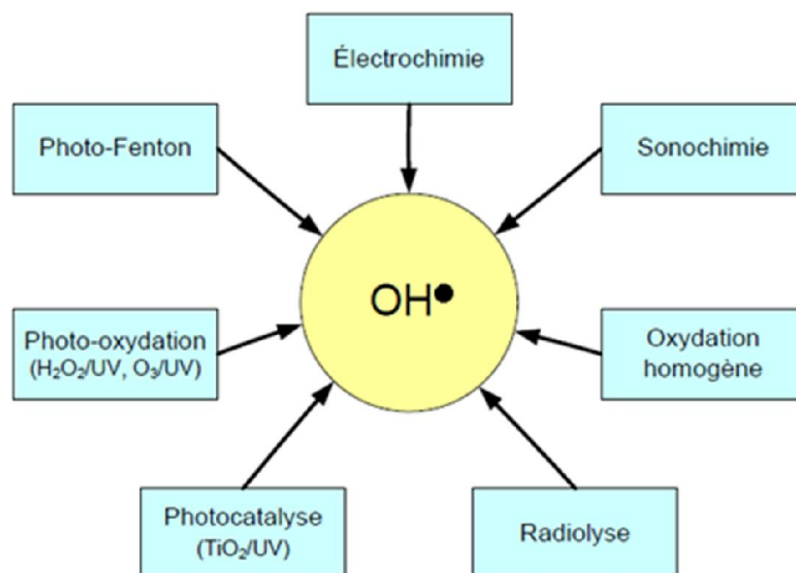 Électrochimie
Photo-Fenton
Sonochimie
OH•
Photo-oxydation
(H₂O₂/UV, O₃/UV)
Oxydation
homogène
Photocatalyse
(TiO₂/UV)
Radiolyse